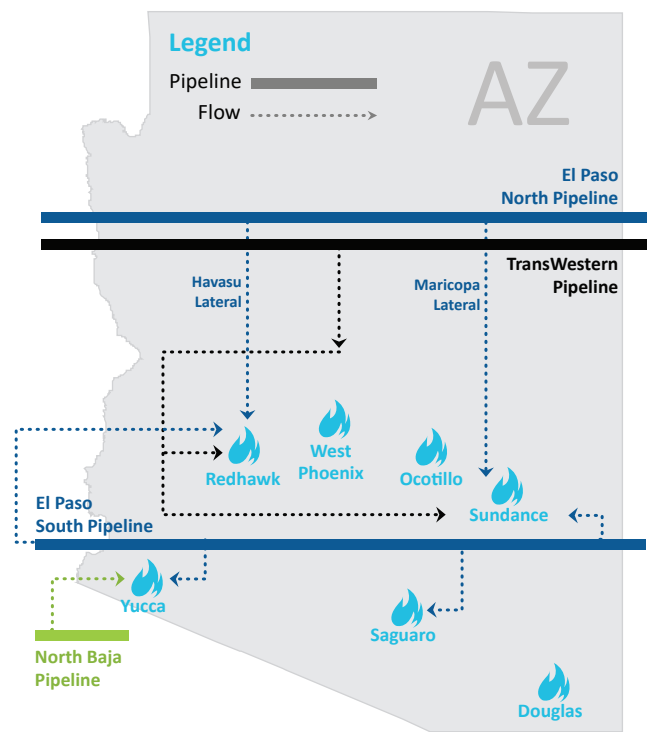 Legend
Pipeline
Flow
AZ
El Paso
North Pipeline
TransWestern
Pipeline
Havasu
Lateral
Maricopa
Lateral
West
Phoenix
Redhawk
Ocotillo
Sundance
El Paso
South Pipeline
Yucca
Saguaro
North Baja
Pipeline
Douglas